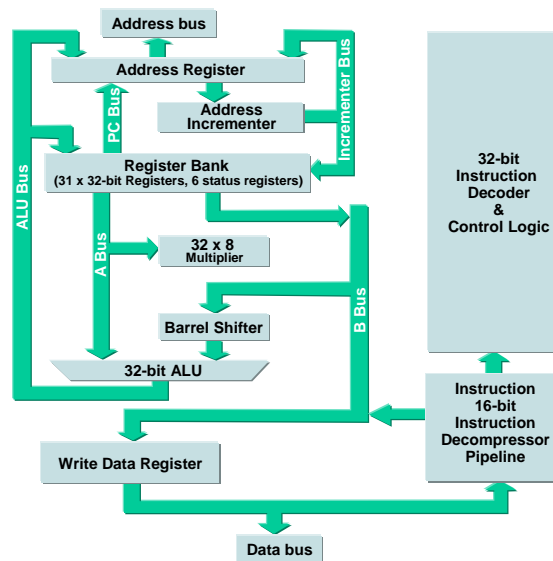 Address bus
Address Register
Address
Incrementer
PC Bus
Incrementer Bus
Register Bank
(31 x 32-bit Registers, 6 status registers)
ALU Bus
A Bus
32 x 8
Multiplier
B Bus
Barrel Shifter
32-bit ALU
Write Data Register
Data bus
32-bit
Instruction
Decoder
&
Control Logic
Instruction
16-bit
Instruction
Decompressor
Pipeline